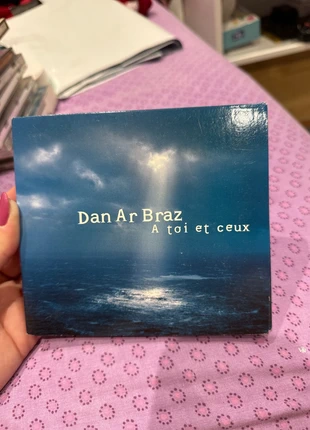 Dan Ar Braz
A toi et ceux